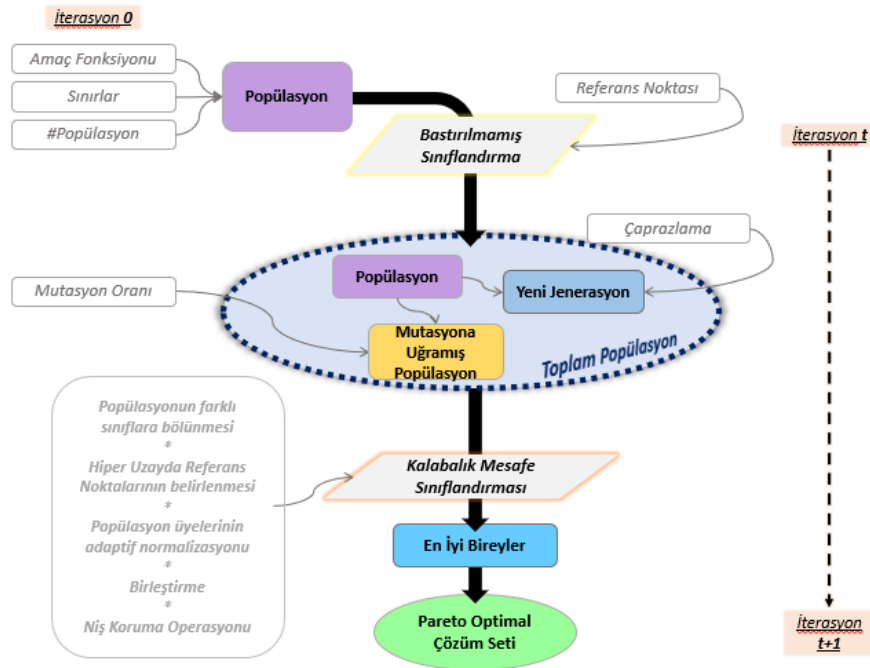 İterasyon 0
Amaç Fonksiyonu
Sınırlar
#Popülasyon
Popülasyon
Referans Noktası
Bastırılmamış
Sınıflandırma
İterasyon t
Çaprazlama
Popülasyon
Yeni Jenerasyon
Mutasyon Oranı
Mutasyona
Uğramış
Popülasyon
Toplam Popülasyon
Popülasyonun farklı
sınıflara bölünmesi
*
Hiper Uzayda Referans
Noktalarının belirlenmesi
*
Popülasyon üyelerinin
adaptif normalizasyonu
*
Birleştirme
*
Niş Koruma Operasyonu
Kalabalık Mesafe
Sınıflandırması
En İyi Bireyler
Pareto Optimal
Çözüm Seti
İterasyon
t+1